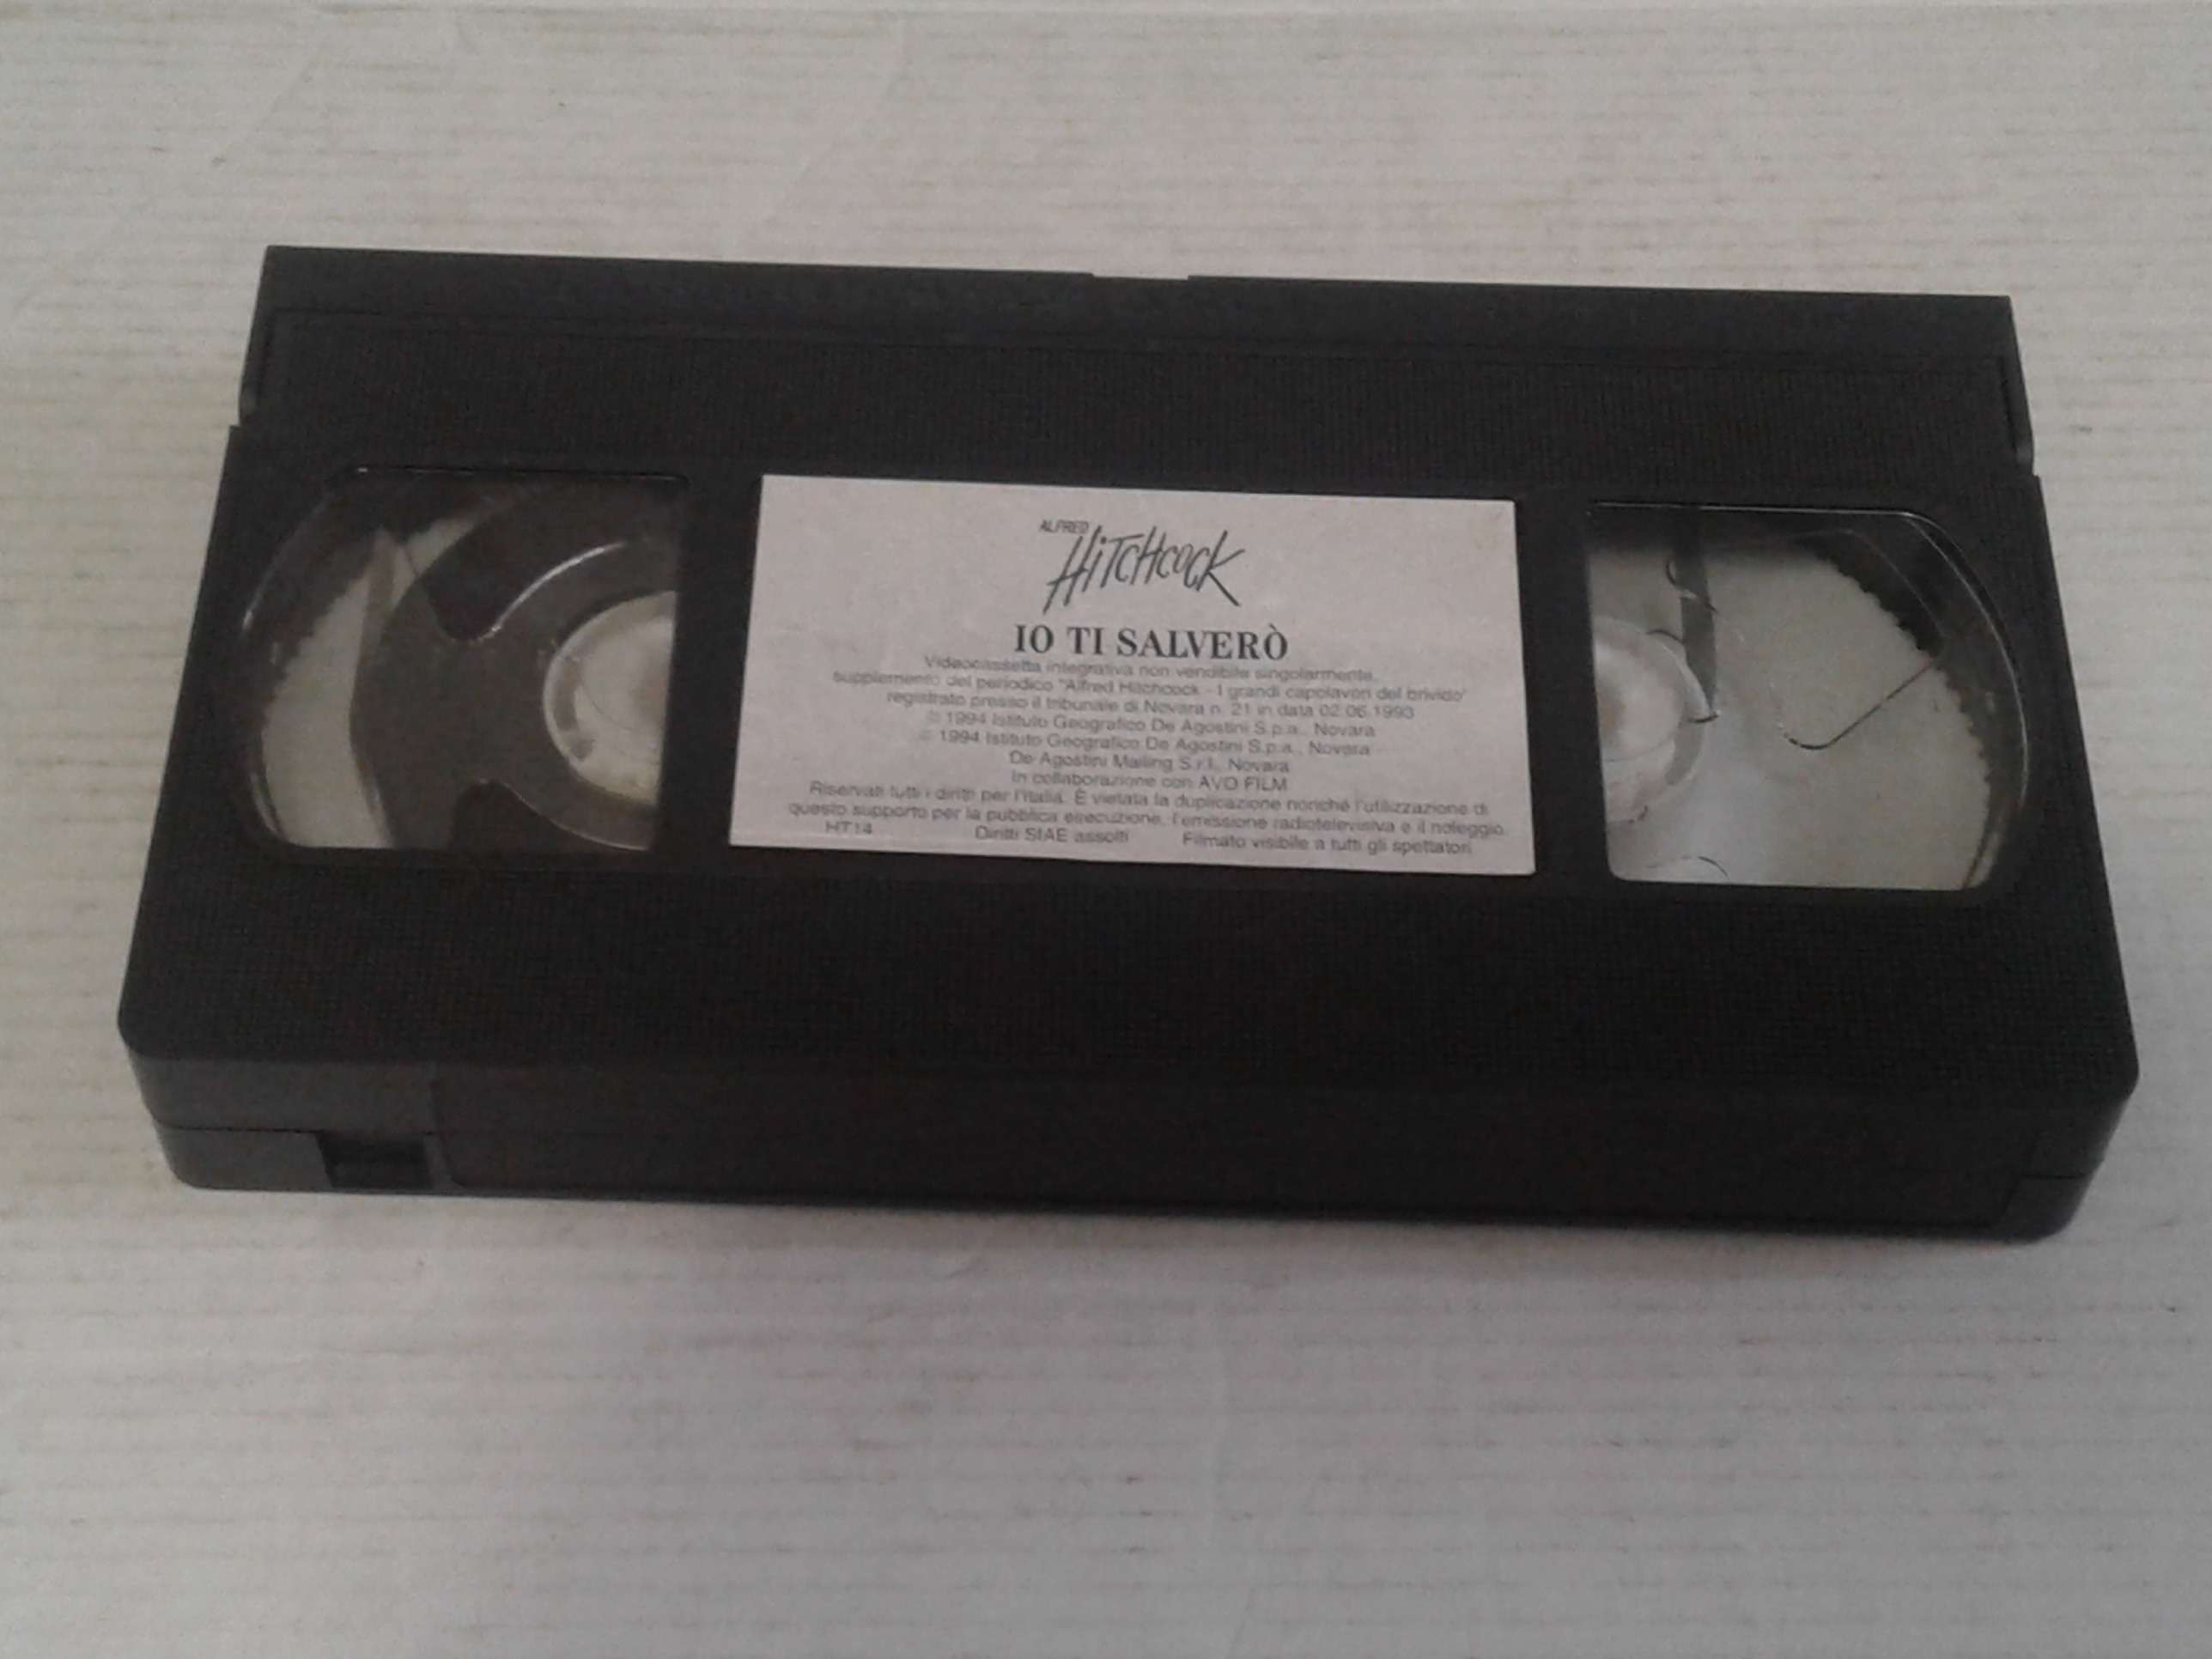 ALFRED
HiTCHcocK
IO TI SALVERÒ
Videocassetta integrativa non vendibile singolarmente,
supplemento del periodico "Alfred Hitchcock - I grandi capolavori del brivido"
registrato presso il tribunale di Novara n. 21 in data 02.06.1993
1994 Istituto Geografico De Agostini S.p.a., Novara
© 1994 Istituto Geografico De Agostini S.p.a., Novara
De Agostini Mailing S.r.l., Novara
In collaborazione con AVO FILM
Riservati tutti i diritti per l'Italia. È vietata la duplicazione nonché l'utilizzazione di
questo supporto per la pubblica esecuzione, l'emissione radiotelevisiva e il noleggio.
HT14 Diritti SIAE assolti Filmato visibile a tutti gli spettatori